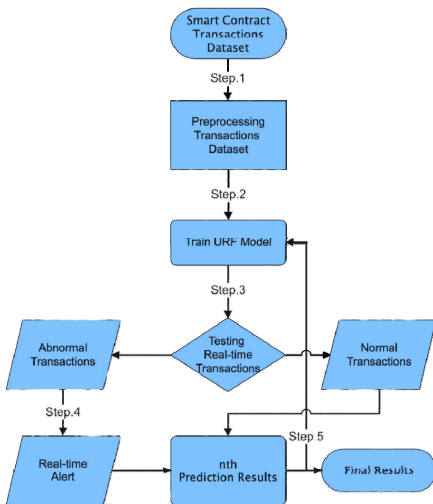 Smart Contract
Transactions
Dataset
Step.1
Preprocessing
Transactions
Dataset
Step.2
Train URF Model
Step.3
Abnormal
Transactions
Testing
Real-time
Transactions
Normal
Transactions
Step.4
Step 5
Real-time
Alert
nth
Prediction Results
Final Results